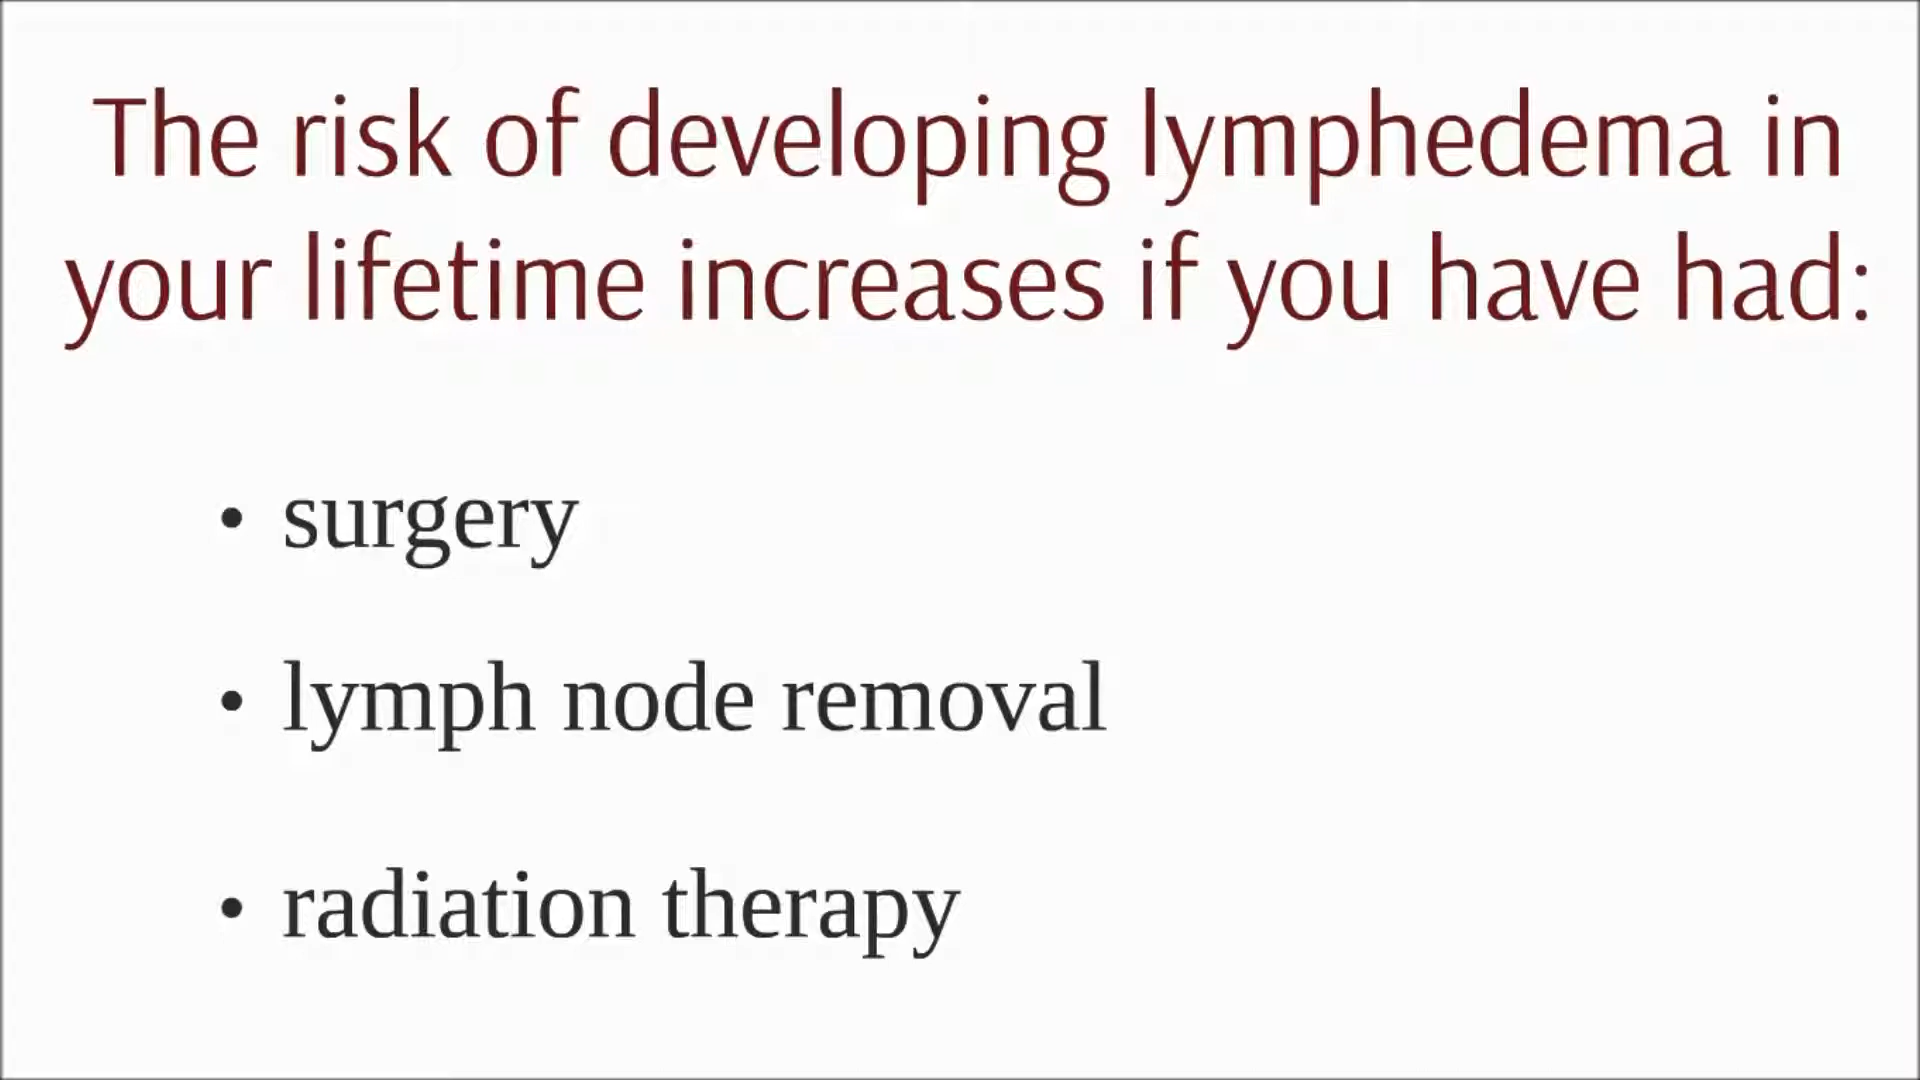 The risk of developing lymphedema in
your lifetime increases if you have had:
• surgery
• lymph node removal
• radiation therapy